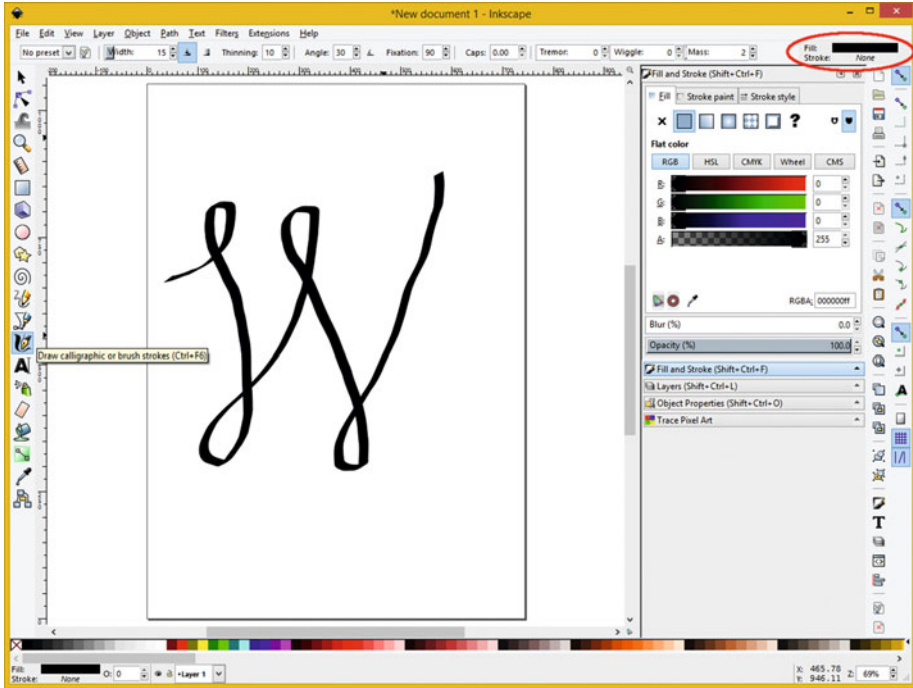 *New document 1 - Inkscape
File Edit View Layer Object Path Text Filters Extensions Help
No preset Width: 15 Thinning: 10 Angle: 30 Fixation: 90 Caps: 0.00 Tremor: 0 Wiggle: 0 Mass: 2 Fill:
Stroke: None
Fill and Stroke (Shift+Ctrl+F)
Fill Stroke paint Stroke style
?
Flat color
RGB HSL CMYK Wheel CMS
R: 0
G: 0
B: 0
A: 255
RGBA: 000000ff
Blur (%) 0.0
Opacity (%) 100.0
Fill and Stroke (Shift+Ctrl+F)
Layers (Shift+Ctrl+L)
Object Properties (Shift+Ctrl+O)
Trace Pixel Art
W
Draw calligraphic or brush strokes (Ctrl+F6)
Fill:
Stroke: None O: 0 •Layer 1 X: 465.78
Y: 946.11 Z: 69%